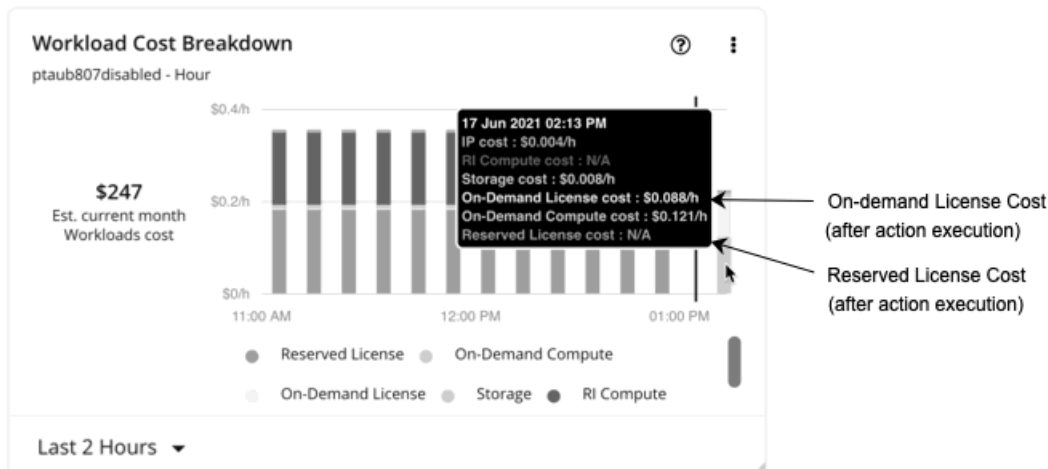 Workload Cost Breakdown
ptaub807disabled - Hour
$0.4/h
17 Jun 2021 02:13 PM
IP cost : $0.004/h
RI Compute cost : N/A
Storage cost : $0.008/h
On-Demand License cost : $0.088/h
On-Demand Compute cost : $0.121/h
Reserved License cost : N/A
$247
Est. current month
Workloads cost
$0.2/h
$0/h
On-demand License Cost
(after action execution)
Reserved License Cost
(after action execution)
11:00 AM 12:00 PM 01:00 PM
Reserved License On-Demand Compute
On-Demand License Storage RI Compute
Last 2 Hours